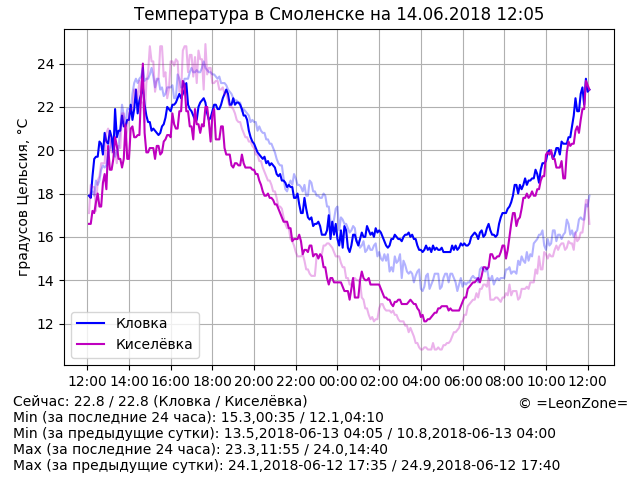 Температура в Смоленске на 14.06.2018 12:05
градусов Цельсия, °C
24
22
20
18
16
14
12
Кловка
Киселёвка
12:00 14:00 16:00 18:00 20:00 22:00 00:00 02:00 04:00 06:00 08:00 10:00 12:00
Сейчас: 22.8 / 22.8 (Кловка / Киселёвка)
© =LeonZone=
Min (за последние 24 часа): 15.3,00:35 / 12.1,04:10
Min (за предыдущие сутки): 13.5,2018-06-13 04:05 / 10.8,2018-06-13 04:00
Max (за последние 24 часа): 23.3,11:55 / 24.0,14:40
Max (за предыдущие сутки): 24.1,2018-06-12 17:35 / 24.9,2018-06-12 17:40